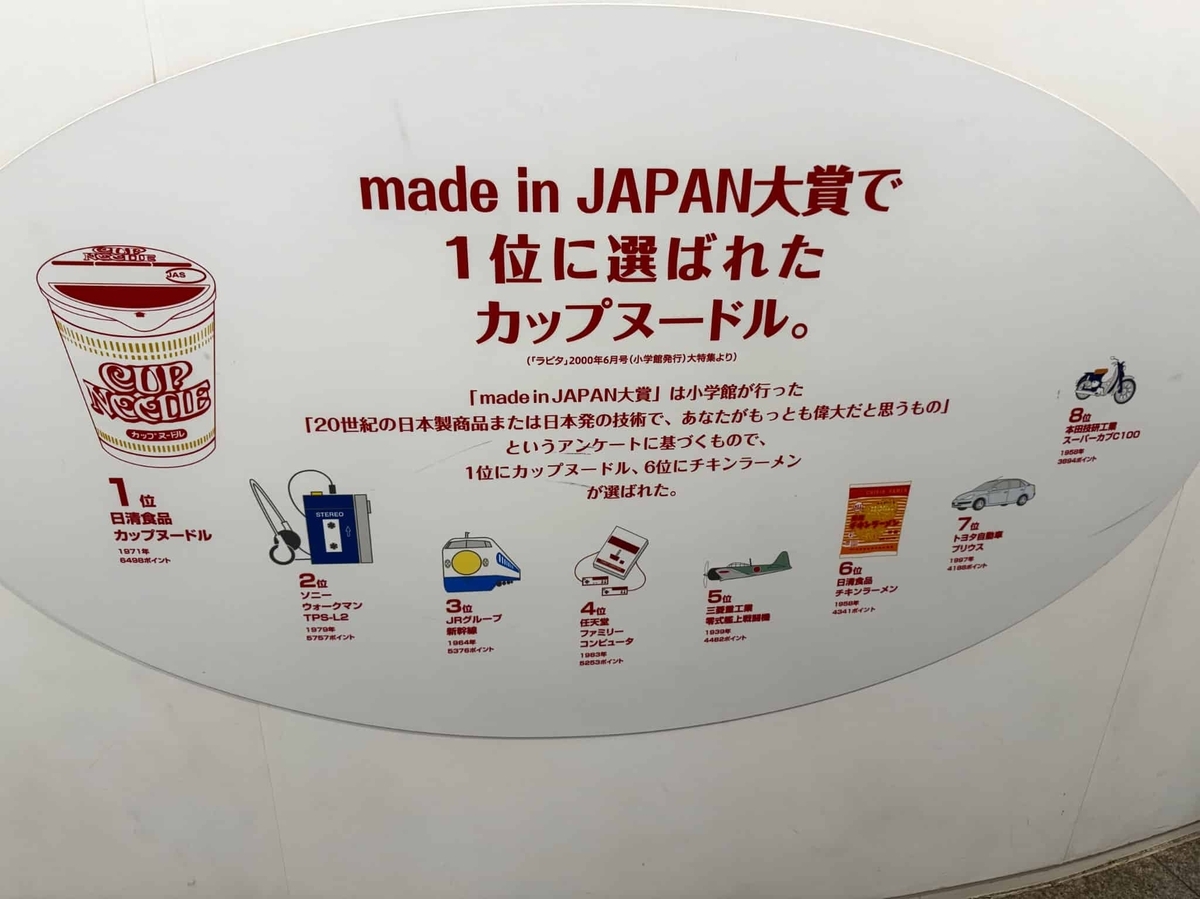 made in JAPAN大賞で
1位に選ばれた
カップヌードル。
(「ラピタ」2000年6月号(小学館発行)大特集より)
「made in JAPAN大賞」は小学館が行った
「20世紀の日本製商品または日本発の技術で、あなたがもっとも偉大だと思うもの」
というアンケートに基づくもので、
1位にカップヌードル、6位にチキンラーメン
が選ばれた。
CUP
NOODLE
JAS
CUP
NOODLE
カップヌードル
1位
日清食品
カップヌードル
1971年
6498ポイント
STEREO
2位
ソニー
ウォークマン
TPS-L2
1979年
5757ポイント
3位
JRグループ
新幹線
1964年
5376ポイント
4位
任天堂
ファミリー
コンピュータ
1983年
5253ポイント
5位
三菱重工業
零式艦上戦闘機
1939年
4482ポイント
チキンラーメン
6位
日清食品
チキンラーメン
1958年
4341ポイント
7位
トヨタ自動車
プリウス
1997年
4185ポイント
8位
本田技研工業
スーパーカブC100
1958年
3894ポイント